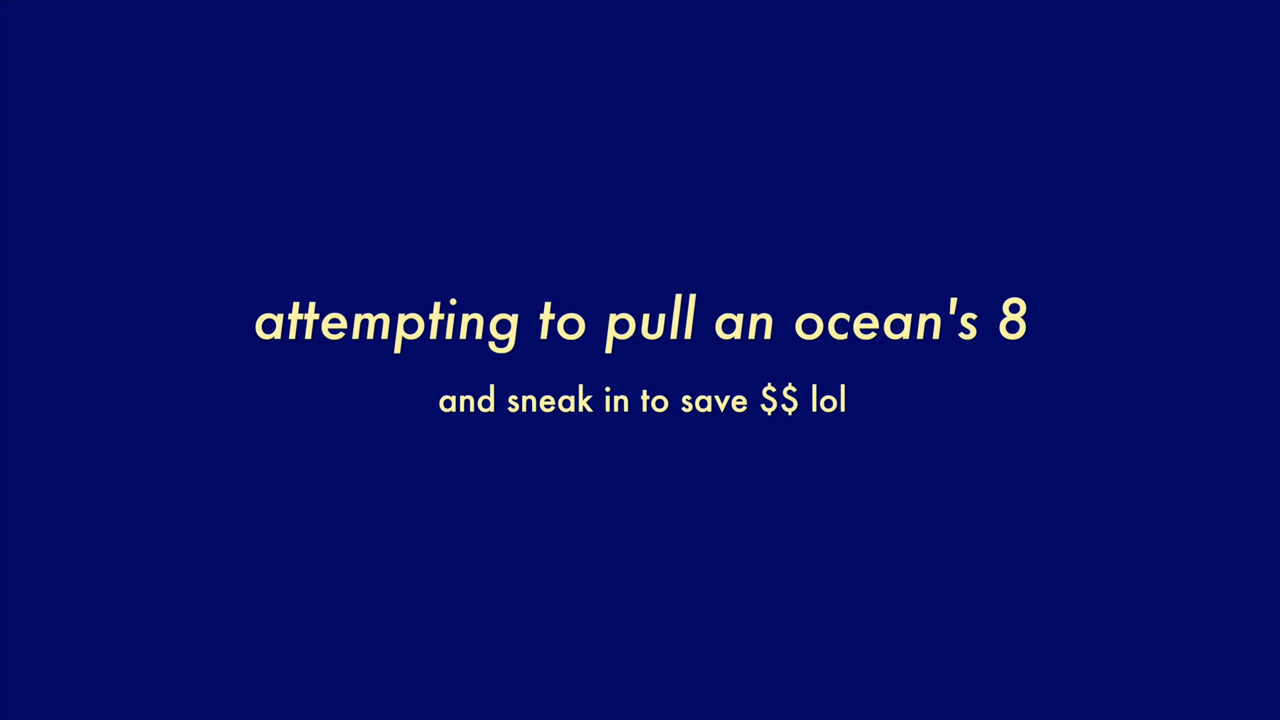 attempting to pull an ocean's 8
and sneak in to save $$ lol